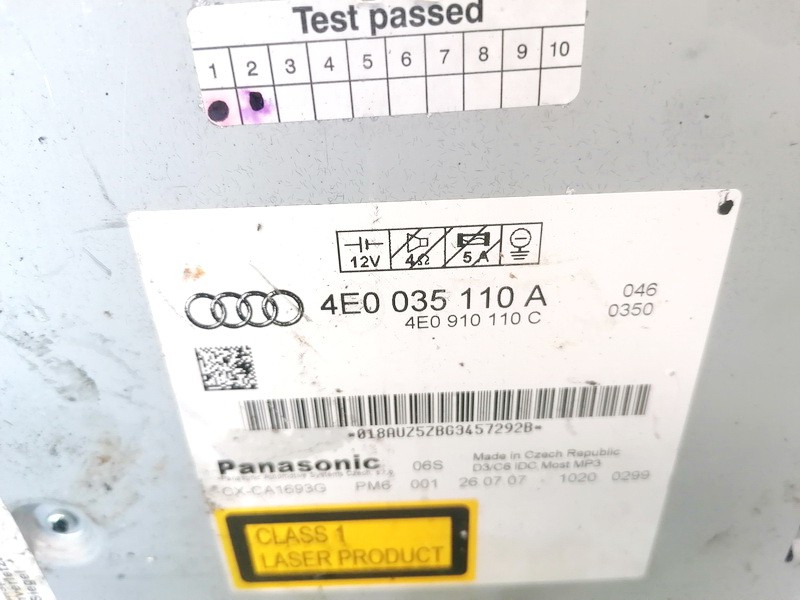 Test passed
1 2 3 4 5 6 7 8 9 10
12V 4Ω 5A
4E0 035 110 A 046
4E0 910 110 C 0350
*018AUZ5ZBG3457292B*
Panasonic 06S Made in Czech Republic
D3/C6 IDC Most MP3
CX-CA1693G PM6 001 26.07.07 1020 0299
CLASS 1
LASER PRODUCT